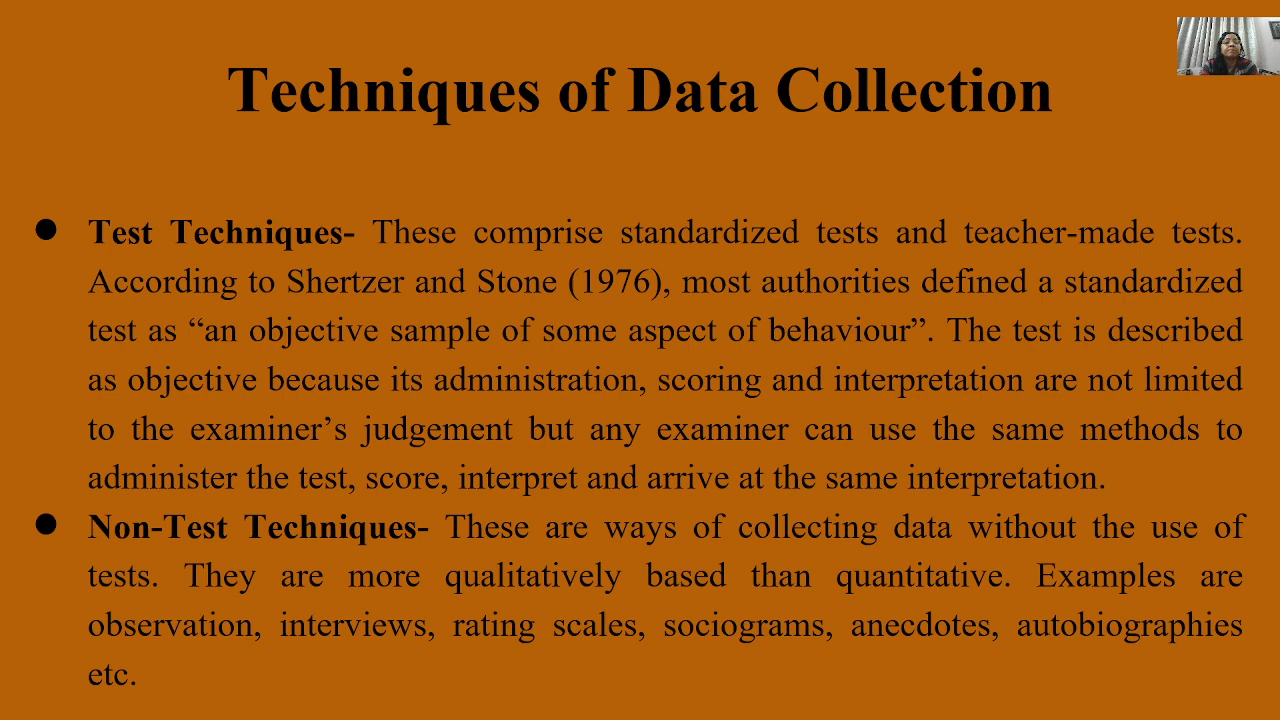 Techniques of Data Collection
● Test Techniques- These comprise standardized tests and teacher-made tests.
According to Shertzer and Stone (1976), most authorities defined a standardized
test as “an objective sample of some aspect of behaviour”. The test is described
as objective because its administration, scoring and interpretation are not limited
to the examiner’s judgement but any examiner can use the same methods to
administer the test, score, interpret and arrive at the same interpretation.
● Non-Test Techniques- These are ways of collecting data without the use of
tests. They are more qualitatively based than quantitative. Examples are
observation, interviews, rating scales, sociograms, anecdotes, autobiographies
etc.